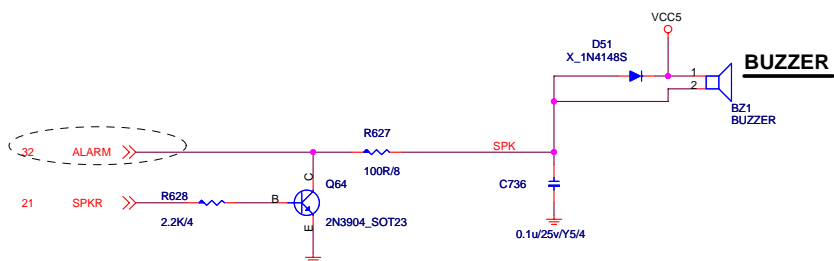 VCC5
D51
X_1N4148S
BUZZER
1
2
BZ1
BUZZER
R627
32 ALARM
SPK
100R/8
C
Q64
C736
R628
21 SPKR
B
2.2K/4
2N3904_SOT23
E
0.1u/25v/Y5/4